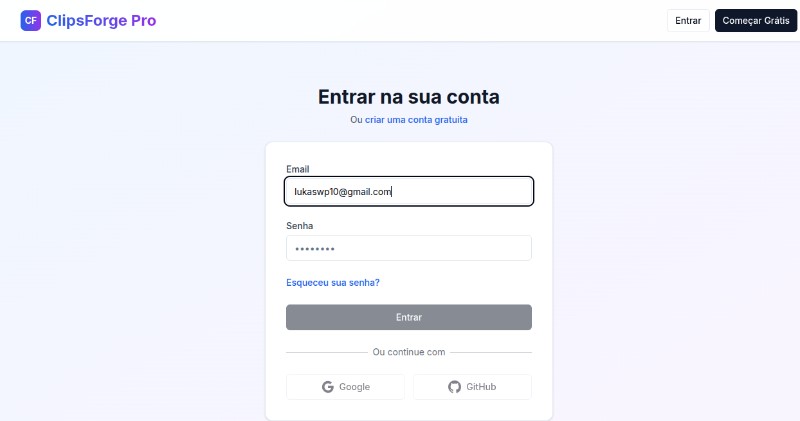 CF ClipsForge Pro
Entrar
Começar Grátis
Entrar na sua conta
Ou criar uma conta gratuita
Email
lukaswp10@gmail.com
Senha
••••••••
Esqueceu sua senha?
Entrar
Ou continue com
Google
GitHub